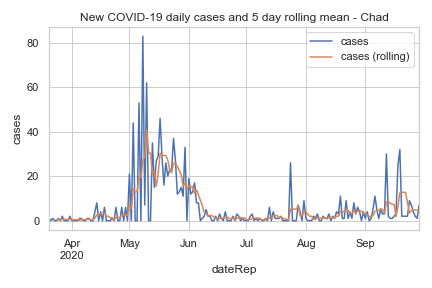 New COVID-19 daily cases and 5 day rolling mean - Chad
cases
cases (rolling)
80
60
40
20
0
cases
Apr May Jun Jul Aug Sep
2020
dateRep